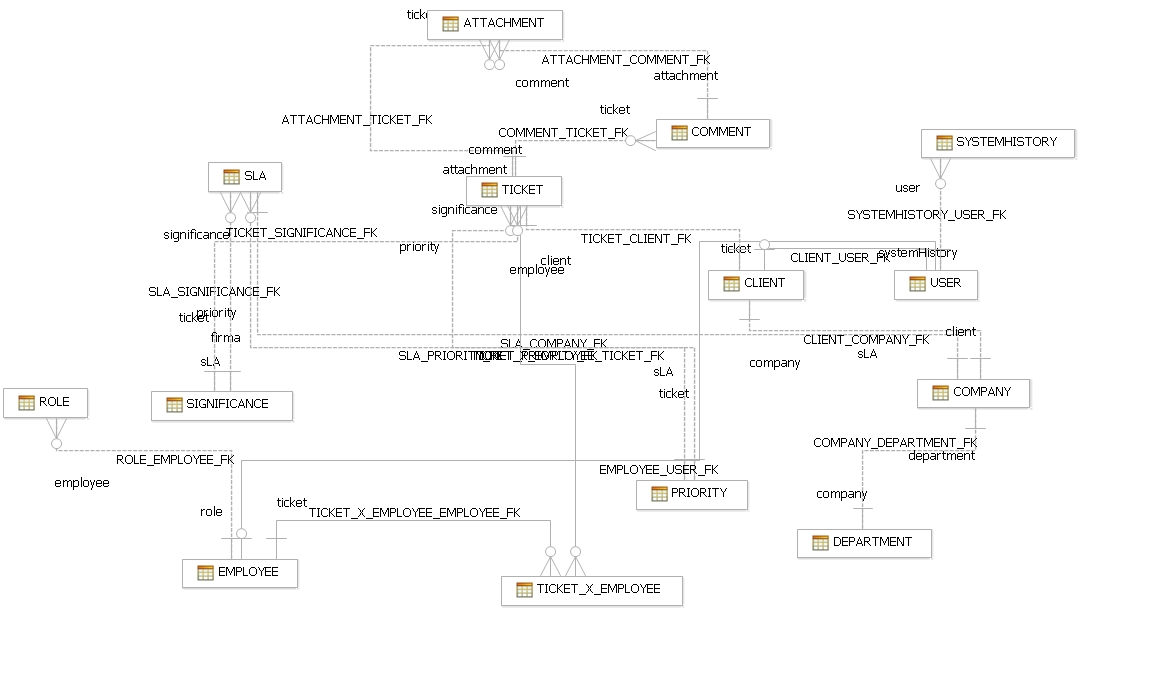 ticke
ATTACHMENT
ATTACHMENT_COMMENT_FK
attachment
comment
ticket
ATTACHMENT_TICKET_FK
COMMENT_TICKET_FK
COMMENT
SYSTEMHISTORY
comment
attachment
SLA
TICKET
user
significance
SYSTEMHISTORY_USER_FK
significance
TICKET_SIGNIFICANCE_FK
priority
TICKET_CLIENT_FK
ticket
systemHistory
CLIENT_USER_FK
client
employee
CLIENT
USER
SLA_SIGNIFICANCE_FK
priority
ticket
firma
client
SLA_COMPANY_FK
CLIENT_COMPANY_FK
sLA
company
sLA
sLA
ticket
COMPANY
ROLE
SIGNIFICANCE
COMPANY_DEPARTMENT_FK
department
ROLE_EMPLOYEE_FK
EMPLOYEE_USER_FK
employee
PRIORITY
company
ticket
role
TICKET_X_EMPLOYEE_EMPLOYEE_FK
DEPARTMENT
EMPLOYEE
TICKET_X_EMPLOYEE